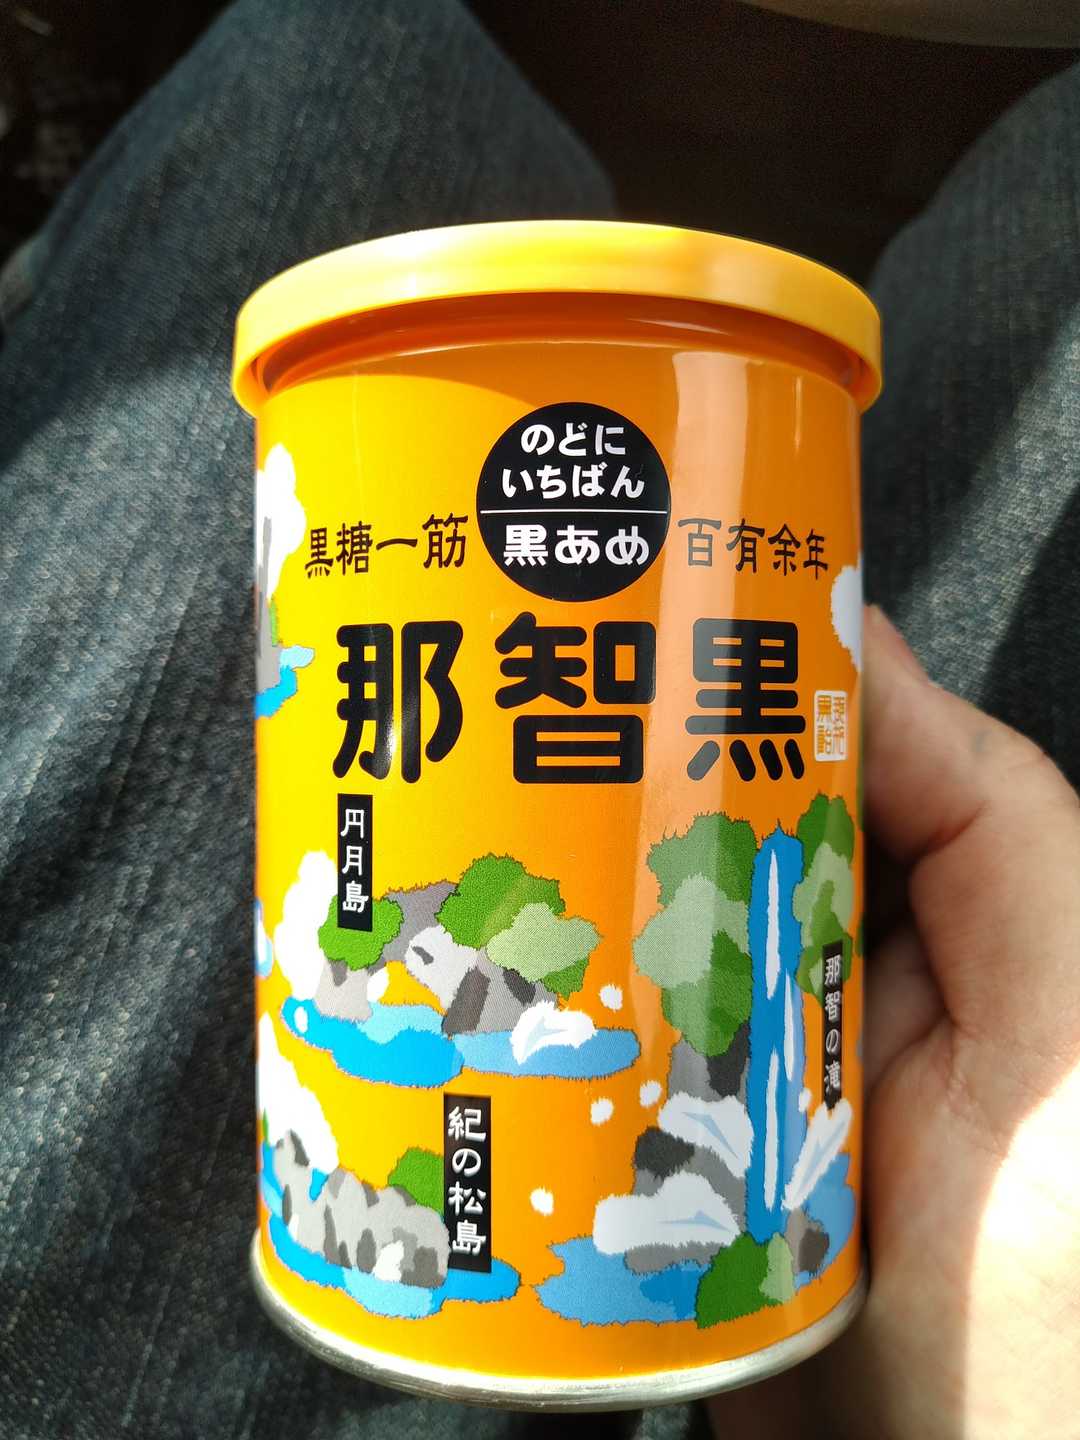 のどに
いちばん
黒あめ
黒糖一筋
百有余年
那智黒
円月島
那智の滝
紀の松島